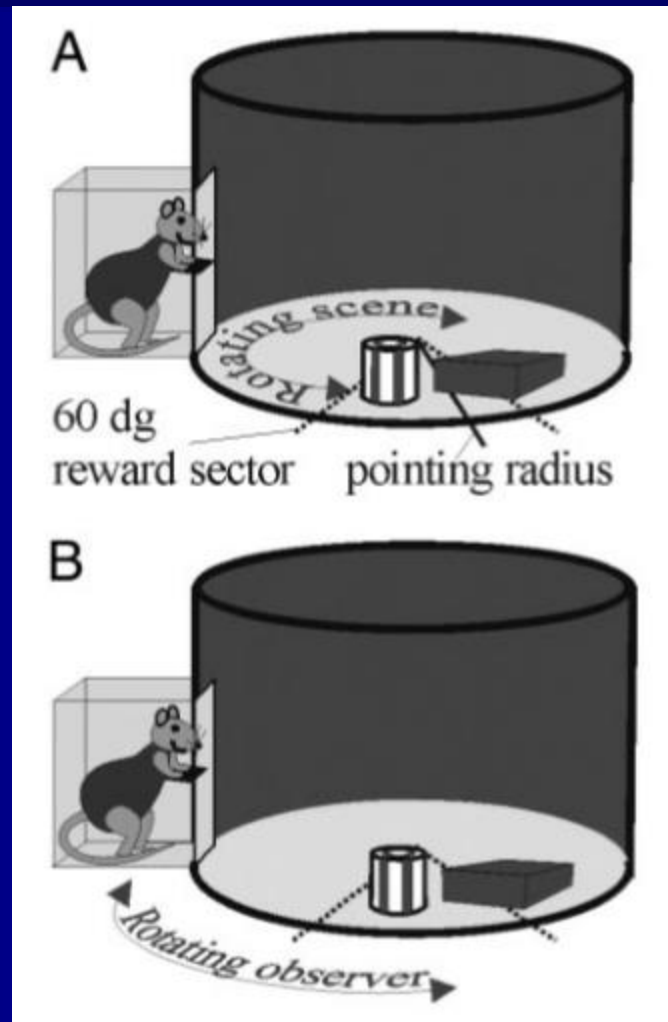 A
Rotating scene
60 dg
reward sector
pointing radius
B
Rotating observer